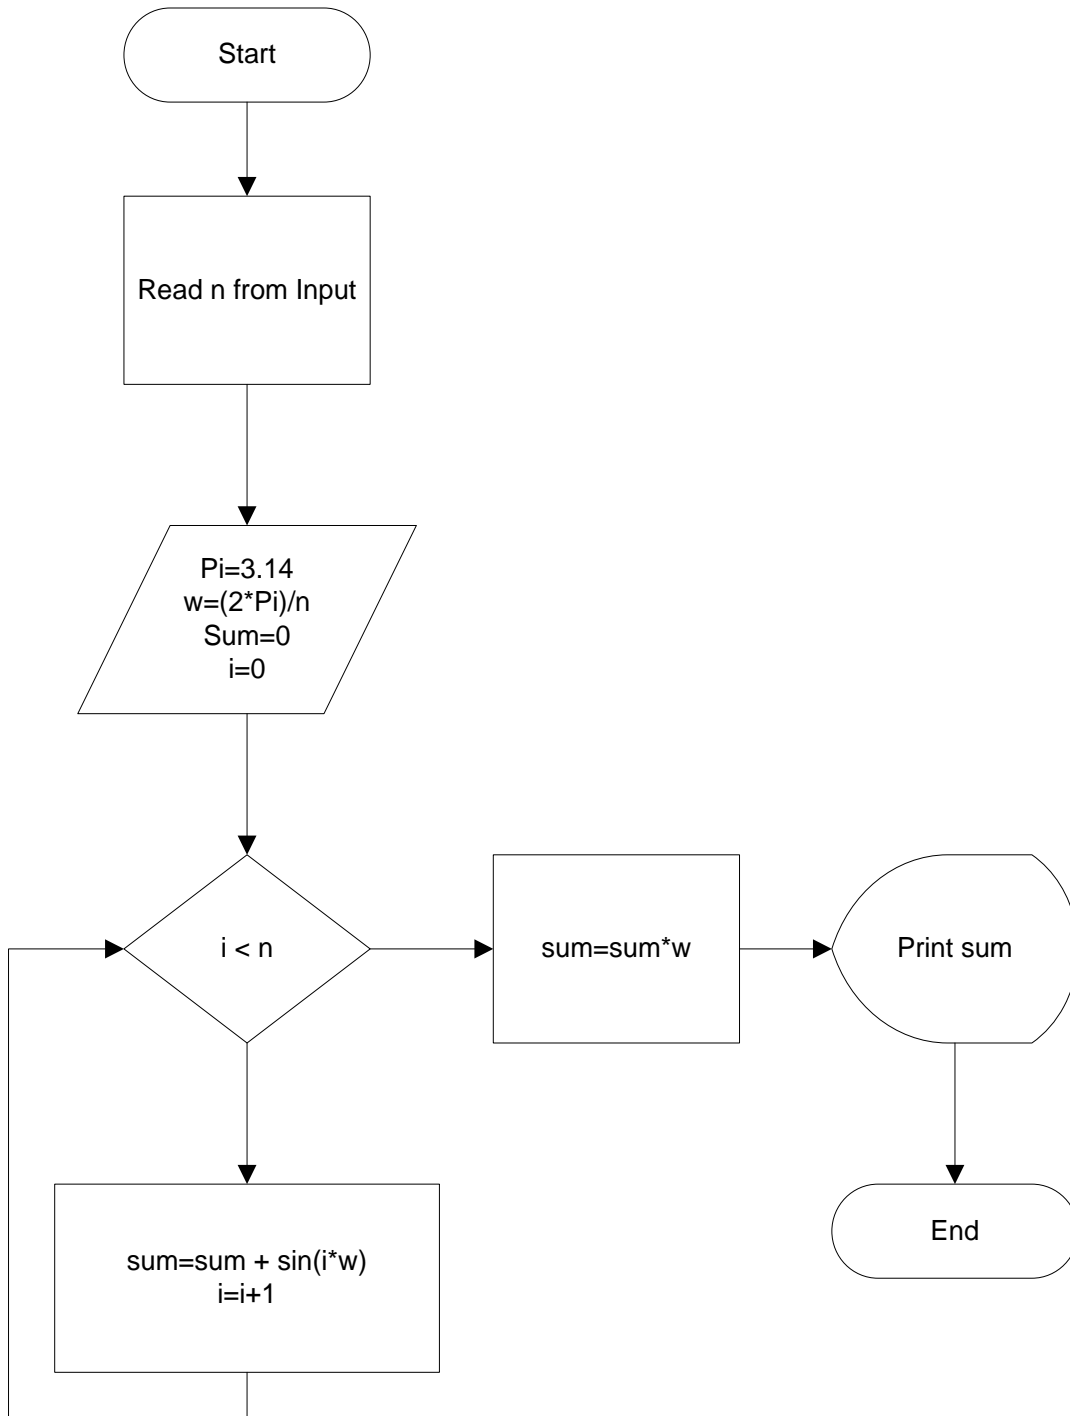 Start
Read n from Input
Pi=3.14
w=(2*Pi)/n
Sum=0
i=0
i < n
sum=sum*w
Print sum
sum=sum + sin(i*w)
i=i+1
End